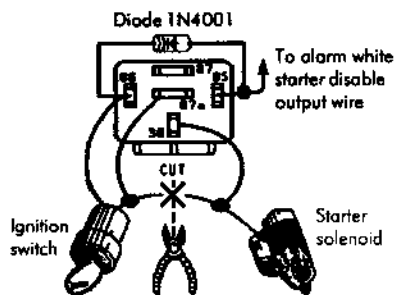 Diode 1N4001
To alarm white
starter disable
output wire
87
86
85
87a
30
CUT
Ignition
switch
Starter
solenoid